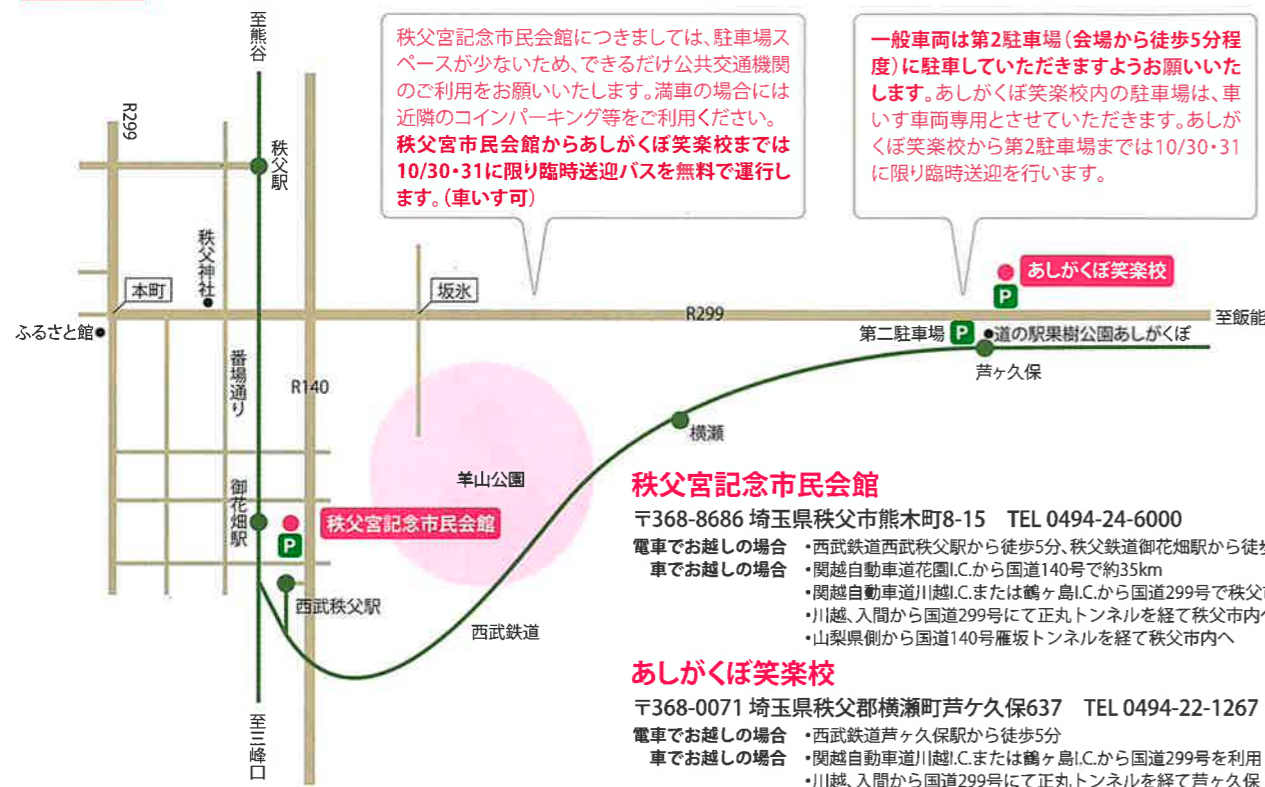 至熊谷
秩父宮記念市民会館につきましては、駐車場ス
ペースが少ないため、できるだけ公共交通機関
のご利用をお願いいたします。満車の場合には
近隣のコインパーキング等をご利用ください。
秩父宮市民会館からあしがくぼ笑楽校までは
10/30・31に限り臨時送迎バスを無料で運行し
ます。(車いす可)
一般車両は第2駐車場(会場から徒歩5分程
度)に駐車していただきますようお願いいた
します。あしがくぼ笑楽校内の駐車場は、車
いす車両専用とさせていただきます。あしが
くぼ笑楽校から第2駐車場までは10/30・31
に限り臨時送迎を行います。
R299
秩父駅
秩父神社
本町
坂氷
あしがくぼ笑楽校
P
R299
至飯能
ふるさと館
第二駐車場
P
道の駅果樹公園あしがくぼ
芦ヶ久保
番場通り
R140
横瀬
羊山公園
御花畑駅
秩父宮記念市民会館
P
西武秩父駅
西武鉄道
至三峰口
秩父宮記念市民会館
〒368-8686 埼玉県秩父市熊木町8-15 TEL 0494-24-6000
電車でお越しの場合 •西武鉄道西武秩父駅から徒歩5分、秩父鉄道御花畑駅から徒歩
車でお越しの場合 •関越自動車道花園I.C.から国道140号で約35km
•関越自動車道川越I.C.または鶴ヶ島I.C.から国道299号で秩父
•川越、入間から国道299号にて正丸トンネルを経て秩父市内
•山梨県側から国道140号雁坂トンネルを経て秩父市内へ
あしがくぼ笑楽校
〒368-0071 埼玉県秩父郡横瀬町芦ケ久保637 TEL 0494-22-1267
電車でお越しの場合 •西武鉄道芦ヶ久保駅から徒歩5分
車でお越しの場合 •関越自動車道川越I.C.または鶴ヶ島I.C.から国道299号を利用
•川越、入間から国道299号にて正丸トンネルを経て芦ヶ久保